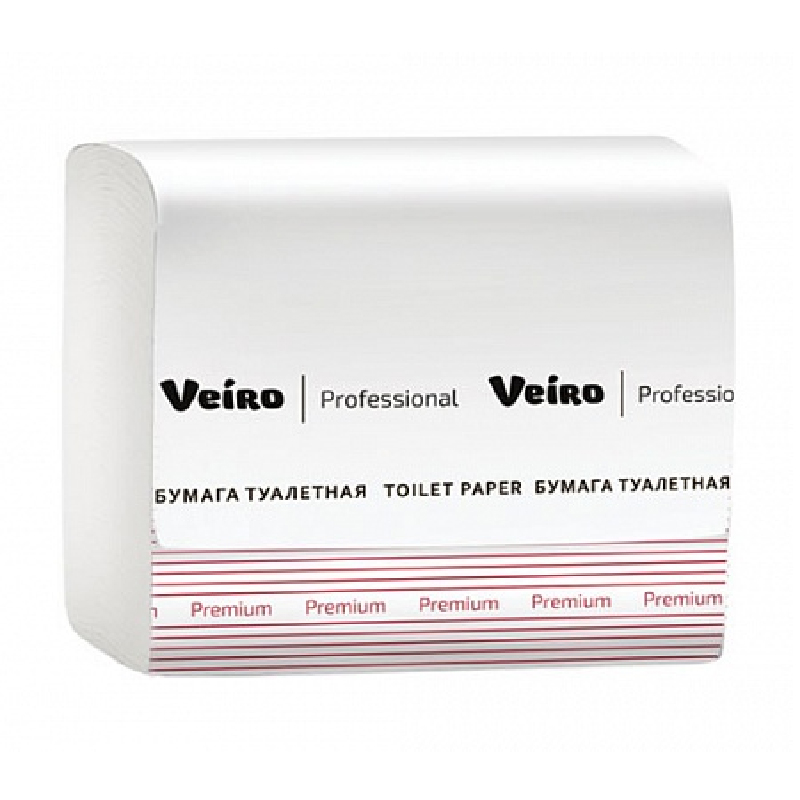 Veiro | Professional Veiro | Professio
БУМАГА ТУАЛЕТНАЯ TOILET PAPER БУМАГА ТУАЛЕТНАЯ
Premium Premium Premium Premium Premium